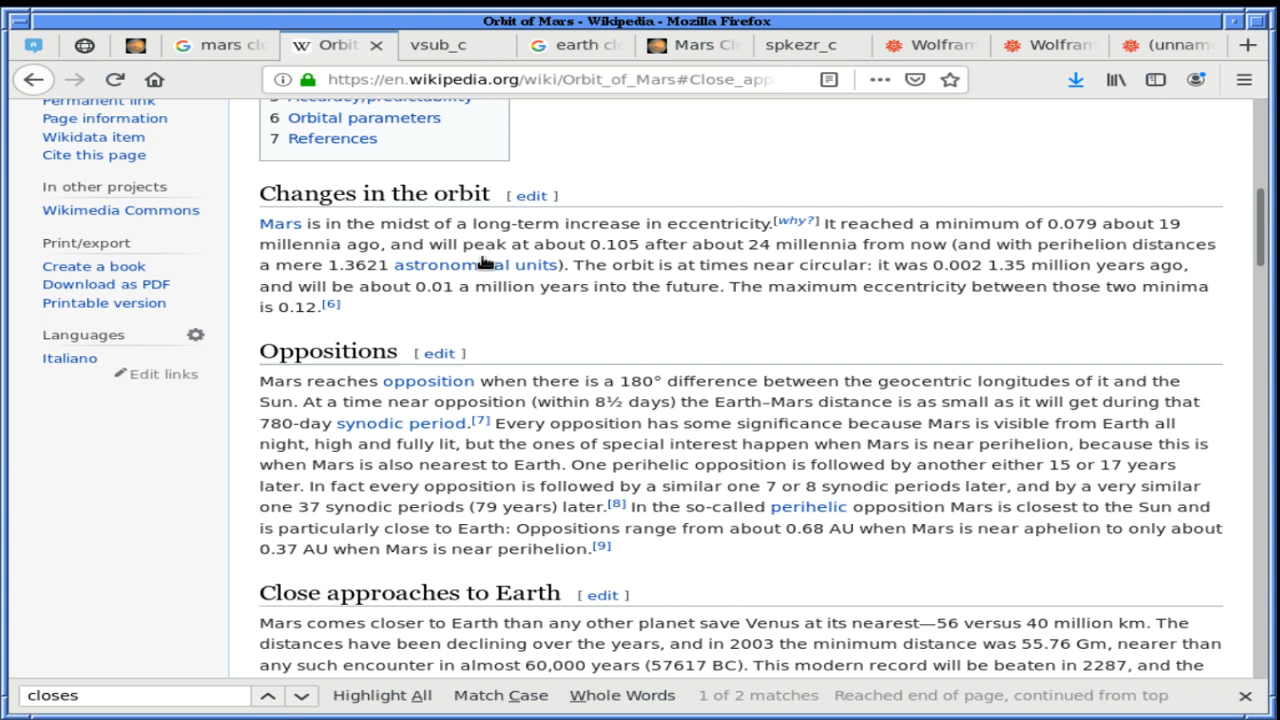 Orbit of Mars - Wikipedia - Mozilla Firefox
mars clo
Orbit
vsub_c
earth cl
Mars Cl
spkezr_c
Wolfram
Wolfram
(unnam
https://en.wikipedia.org/wiki/Orbit_of_Mars#Close_app
Permanent link
Page information
Wikidata item
Cite this page
In other projects
Wikimedia Commons
Print/export
Create a book
Download as PDF
Printable version
Languages
Italiano
Edit links
5 Accuracy/predictability
6 Orbital parameters
7 References
Changes in the orbit [ edit ]
Mars is in the midst of a long-term increase in eccentricity.[why?] It reached a minimum of 0.079 about 19
millennia ago, and will peak at about 0.105 after about 24 millennia from now (and with perihelion distances
a mere 1.3621 astronomical units). The orbit is at times near circular: it was 0.002 1.35 million years ago,
and will be about 0.01 a million years into the future. The maximum eccentricity between those two minima
is 0.12.[6]
Oppositions [ edit ]
Mars reaches opposition when there is a 180° difference between the geocentric longitudes of it and the
Sun. At a time near opposition (within 8½ days) the Earth–Mars distance is as small as it will get during that
780-day synodic period.[7] Every opposition has some significance because Mars is visible from Earth all
night, high and fully lit, but the ones of special interest happen when Mars is near perihelion, because this is
when Mars is also nearest to Earth. One perihelic opposition is followed by another either 15 or 17 years
later. In fact every opposition is followed by a similar one 7 or 8 synodic periods later, and by a very similar
one 37 synodic periods (79 years) later.[8] In the so-called perihelic opposition Mars is closest to the Sun and
is particularly close to Earth: Oppositions range from about 0.68 AU when Mars is near aphelion to only about
0.37 AU when Mars is near perihelion.[9]
Close approaches to Earth [ edit ]
Mars comes closer to Earth than any other planet save Venus at its nearest—56 versus 40 million km. The
distances have been declining over the years, and in 2003 the minimum distance was 55.76 Gm, nearer than
any such encounter in almost 60,000 years (57617 BC). This modern record will be beaten in 2287, and the
closes
Highlight All
Match Case
Whole Words
1 of 2 matches
Reached end of page, continued from top